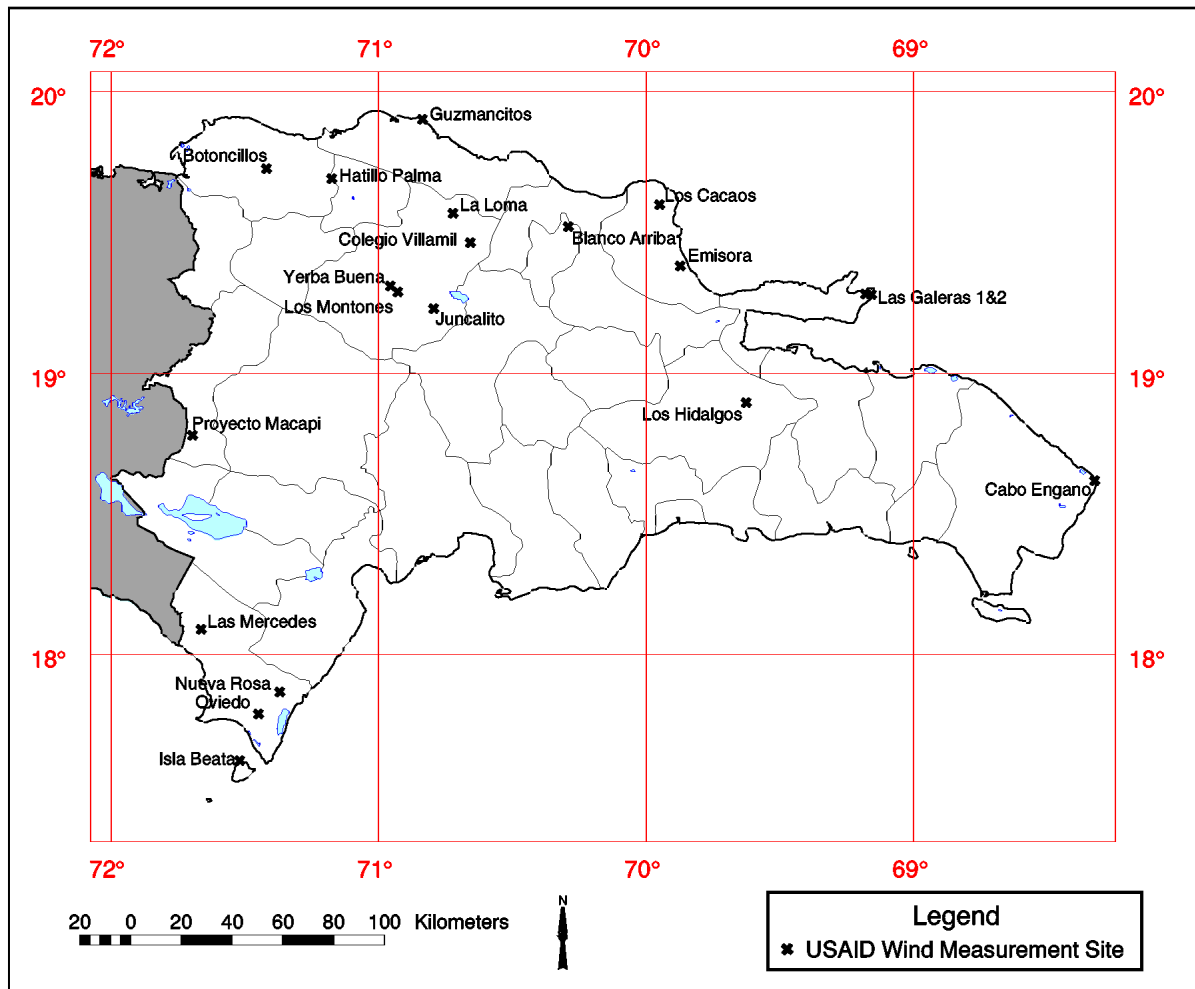 72° 71° 70° 69°
20° 20°
Guzmancitos
Botoncillos
Hatillo Palma
Los Cacaos
La Loma
Colegio Villamil
Blanco Arriba
Emisora
Yerba Buena
Las Galeras 1&2
Los Montones
Juncalito
19° 19°
Los Hidalgos
Proyecto Macapi
Cabo Engano
Las Mercedes
18° 18°
Nueva Rosa
Oviedo
Isla Beata
72° 71° 70° 69°
20 0 20 40 60 80 100 Kilometers
N
Legend
USAID Wind Measurement Site